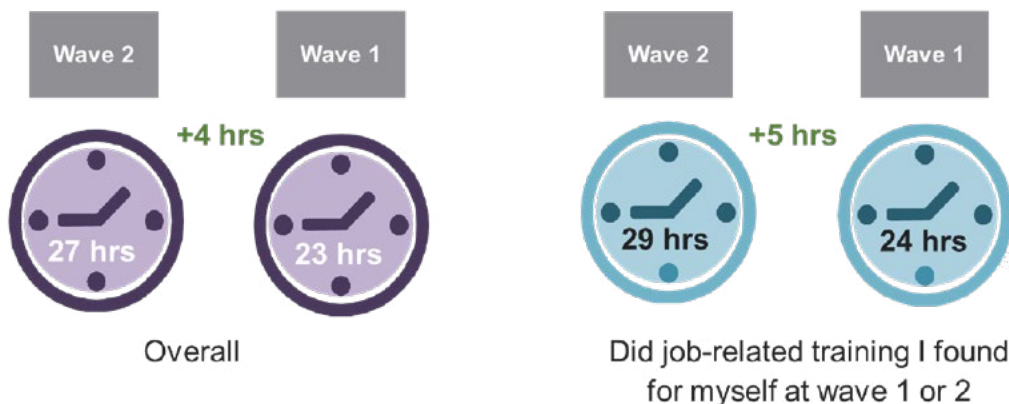 Wave 2
Wave 1
+4 hrs
27 hrs
23 hrs
Overall
Wave 2
Wave 1
+5 hrs
29 hrs
24 hrs
Did job-related training I found
for myself at wave 1 or 2